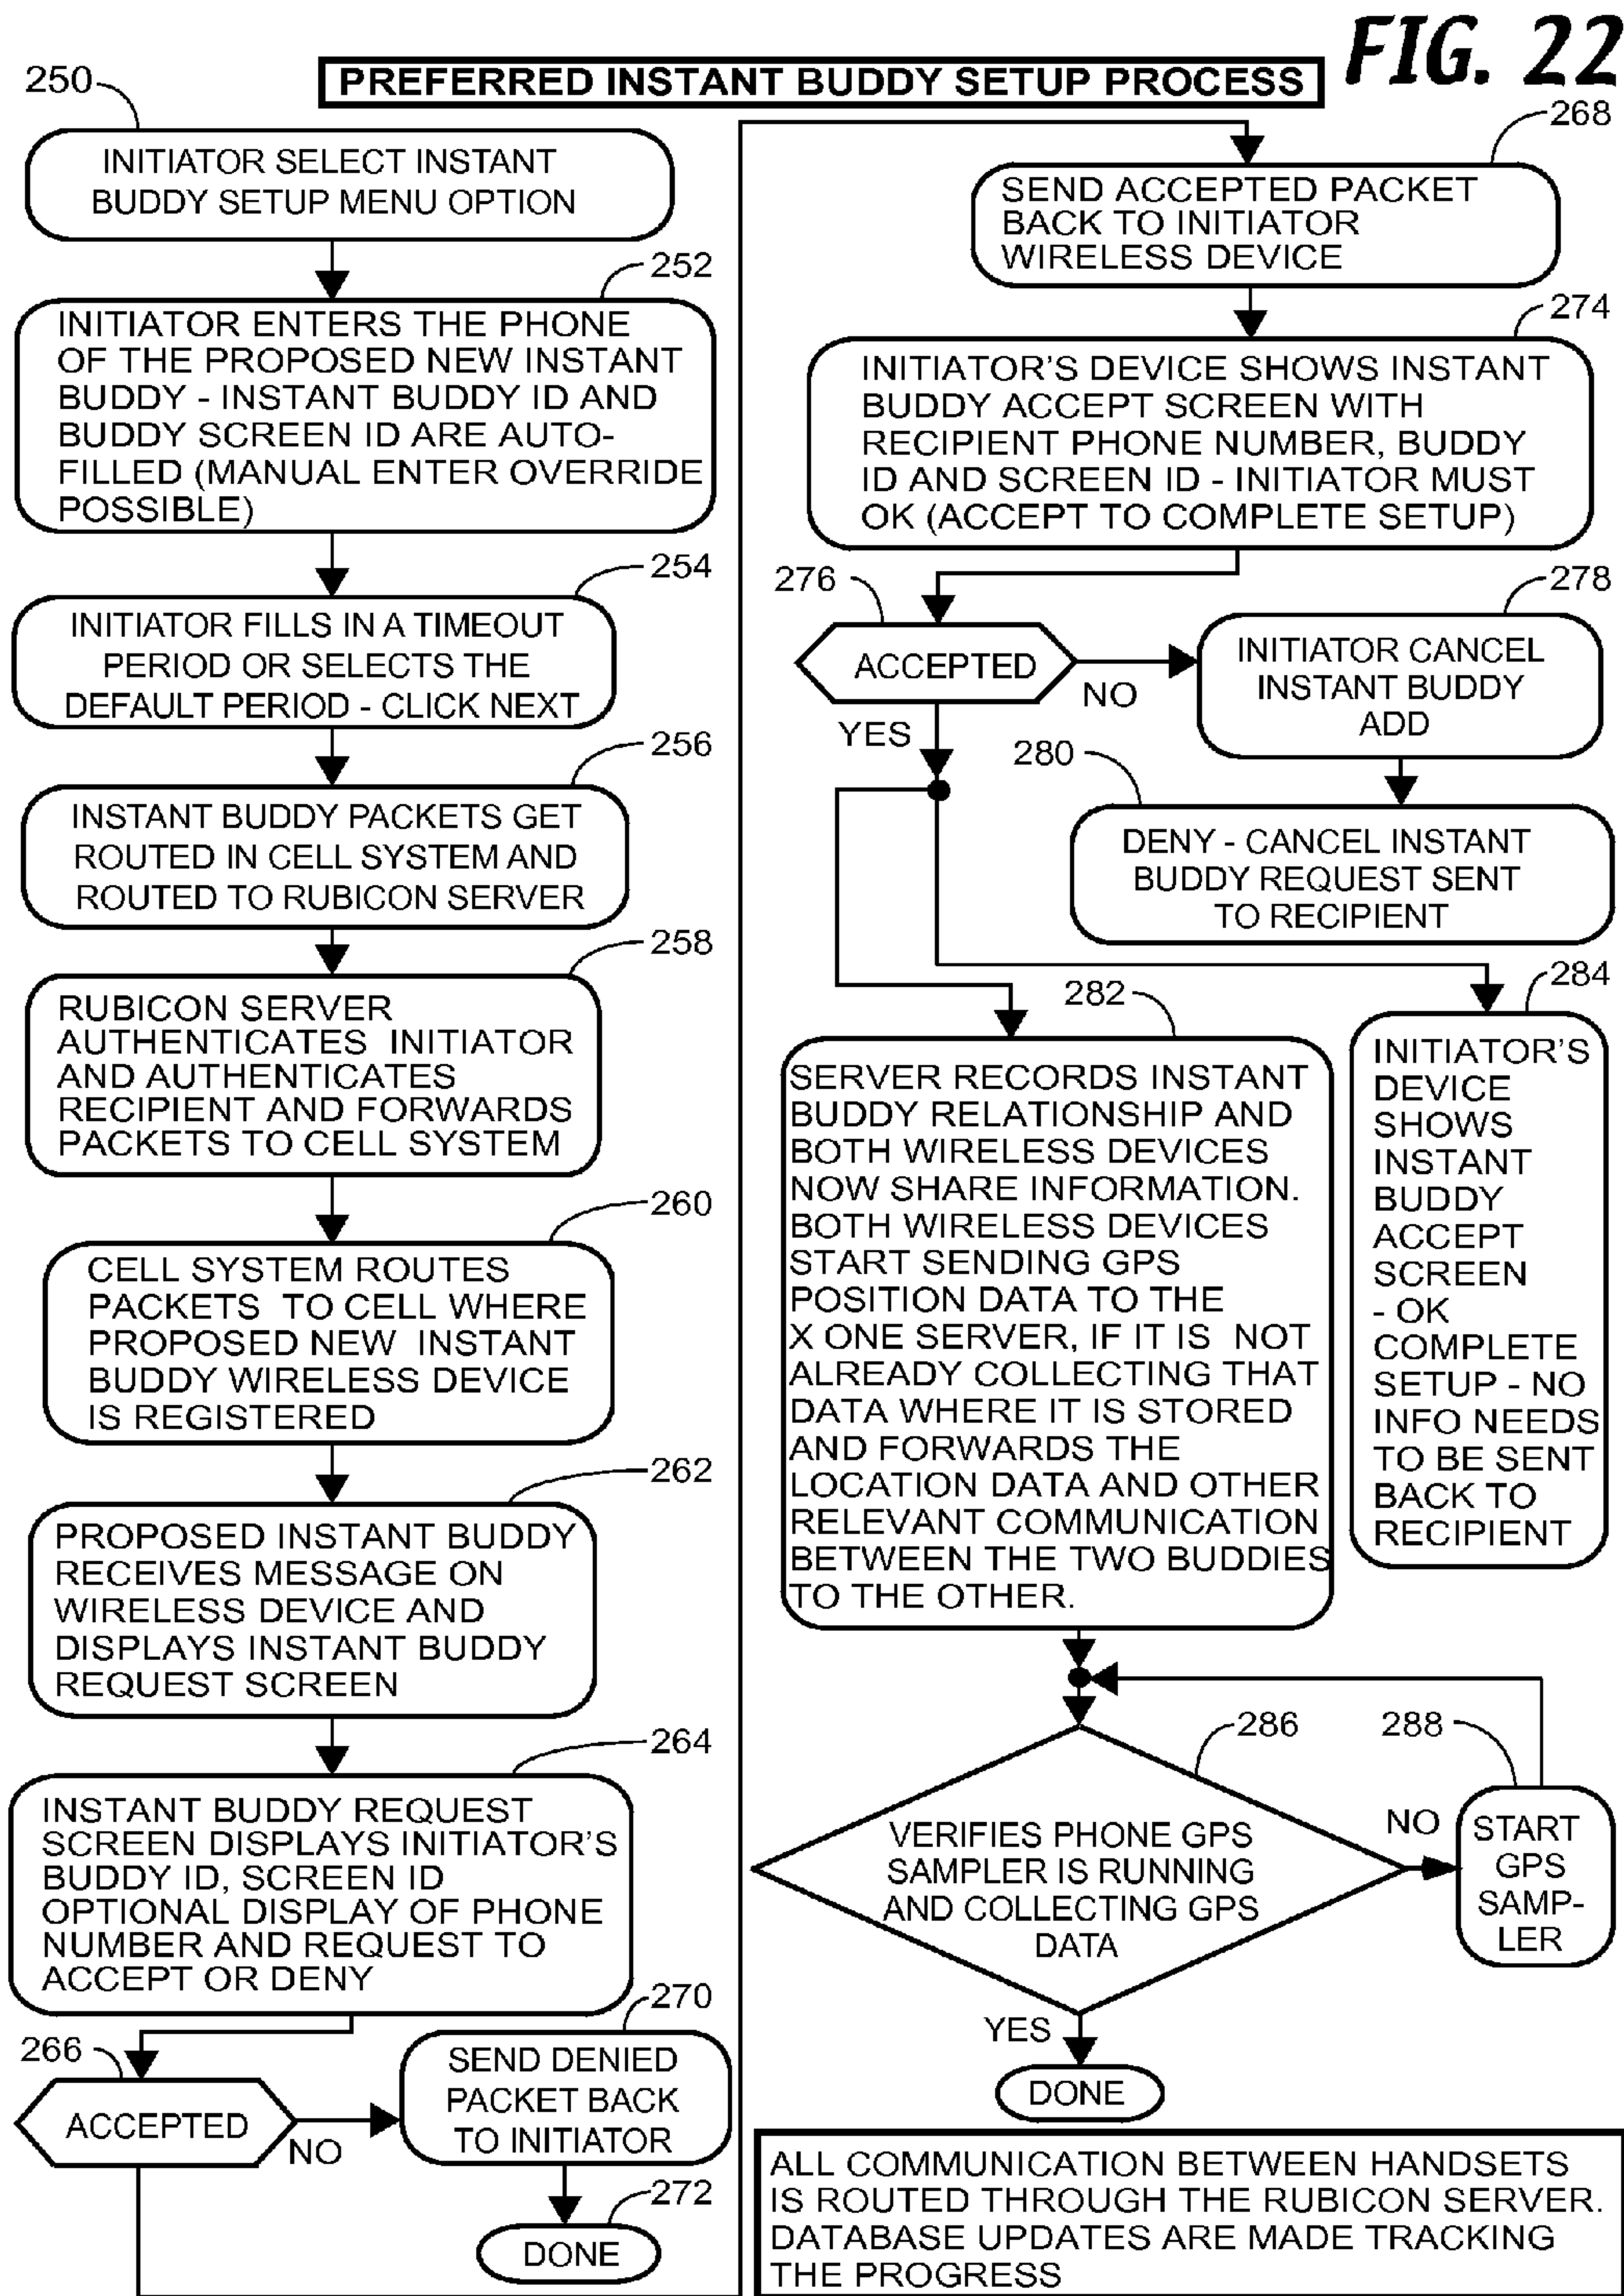 FIG. 22
PREFERRED INSTANT BUDDY SETUP PROCESS
250
INITIATOR SELECT INSTANT
BUDDY SETUP MENU OPTION
252
INITIATOR ENTERS THE PHONE
OF THE PROPOSED NEW INSTANT
BUDDY - INSTANT BUDDY ID AND
BUDDY SCREEN ID ARE AUTO-
FILLED (MANUAL ENTER OVERRIDE
POSSIBLE)
254
INITIATOR FILLS IN A TIMEOUT
PERIOD OR SELECTS THE
DEFAULT PERIOD - CLICK NEXT
256
INSTANT BUDDY PACKETS GET
ROUTED IN CELL SYSTEM AND
ROUTED TO RUBICON SERVER
258
RUBICON SERVER
AUTHENTICATES INITIATOR
AND AUTHENTICATES
RECIPIENT AND FORWARDS
PACKETS TO CELL SYSTEM
260
CELL SYSTEM ROUTES
PACKETS TO CELL WHERE
PROPOSED NEW INSTANT
BUDDY WIRELESS DEVICE
IS REGISTERED
262
PROPOSED INSTANT BUDDY
RECEIVES MESSAGE ON
WIRELESS DEVICE AND
DISPLAYS INSTANT BUDDY
REQUEST SCREEN
264
INSTANT BUDDY REQUEST
SCREEN DISPLAYS INITIATOR'S
BUDDY ID, SCREEN ID
OPTIONAL DISPLAY OF PHONE
NUMBER AND REQUEST TO
ACCEPT OR DENY
266
ACCEPTED
NO
270
SEND DENIED
PACKET BACK
TO INITIATOR
272
DONE
268
SEND ACCEPTED PACKET
BACK TO INITIATOR
WIRELESS DEVICE
274
INITIATOR'S DEVICE SHOWS INSTANT
BUDDY ACCEPT SCREEN WITH
RECIPIENT PHONE NUMBER, BUDDY
ID AND SCREEN ID - INITIATOR MUST
OK (ACCEPT TO COMPLETE SETUP)
276
ACCEPTED
NO
YES
278
INITIATOR CANCEL
INSTANT BUDDY
ADD
280
DENY - CANCEL INSTANT
BUDDY REQUEST SENT
TO RECIPIENT
282
SERVER RECORDS INSTANT
BUDDY RELATIONSHIP AND
BOTH WIRELESS DEVICES
NOW SHARE INFORMATION.
BOTH WIRELESS DEVICES
START SENDING GPS
POSITION DATA TO THE
X ONE SERVER, IF IT IS NOT
ALREADY COLLECTING THAT
DATA WHERE IT IS STORED
AND FORWARDS THE
LOCATION DATA AND OTHER
RELEVANT COMMUNICATION
BETWEEN THE TWO BUDDIES
TO THE OTHER.
284
INITIATOR'S
DEVICE
SHOWS
INSTANT
BUDDY
ACCEPT
SCREEN
- OK
COMPLETE
SETUP - NO
INFO NEEDS
TO BE SENT
BACK TO
RECIPIENT
286
VERIFIES PHONE GPS
SAMPLER IS RUNNING
AND COLLECTING GPS
DATA
NO
288
START
GPS
SAMP-
LER
YES
DONE
ALL COMMUNICATION BETWEEN HANDSETS
IS ROUTED THROUGH THE RUBICON SERVER.
DATABASE UPDATES ARE MADE TRACKING
THE PROGRESS